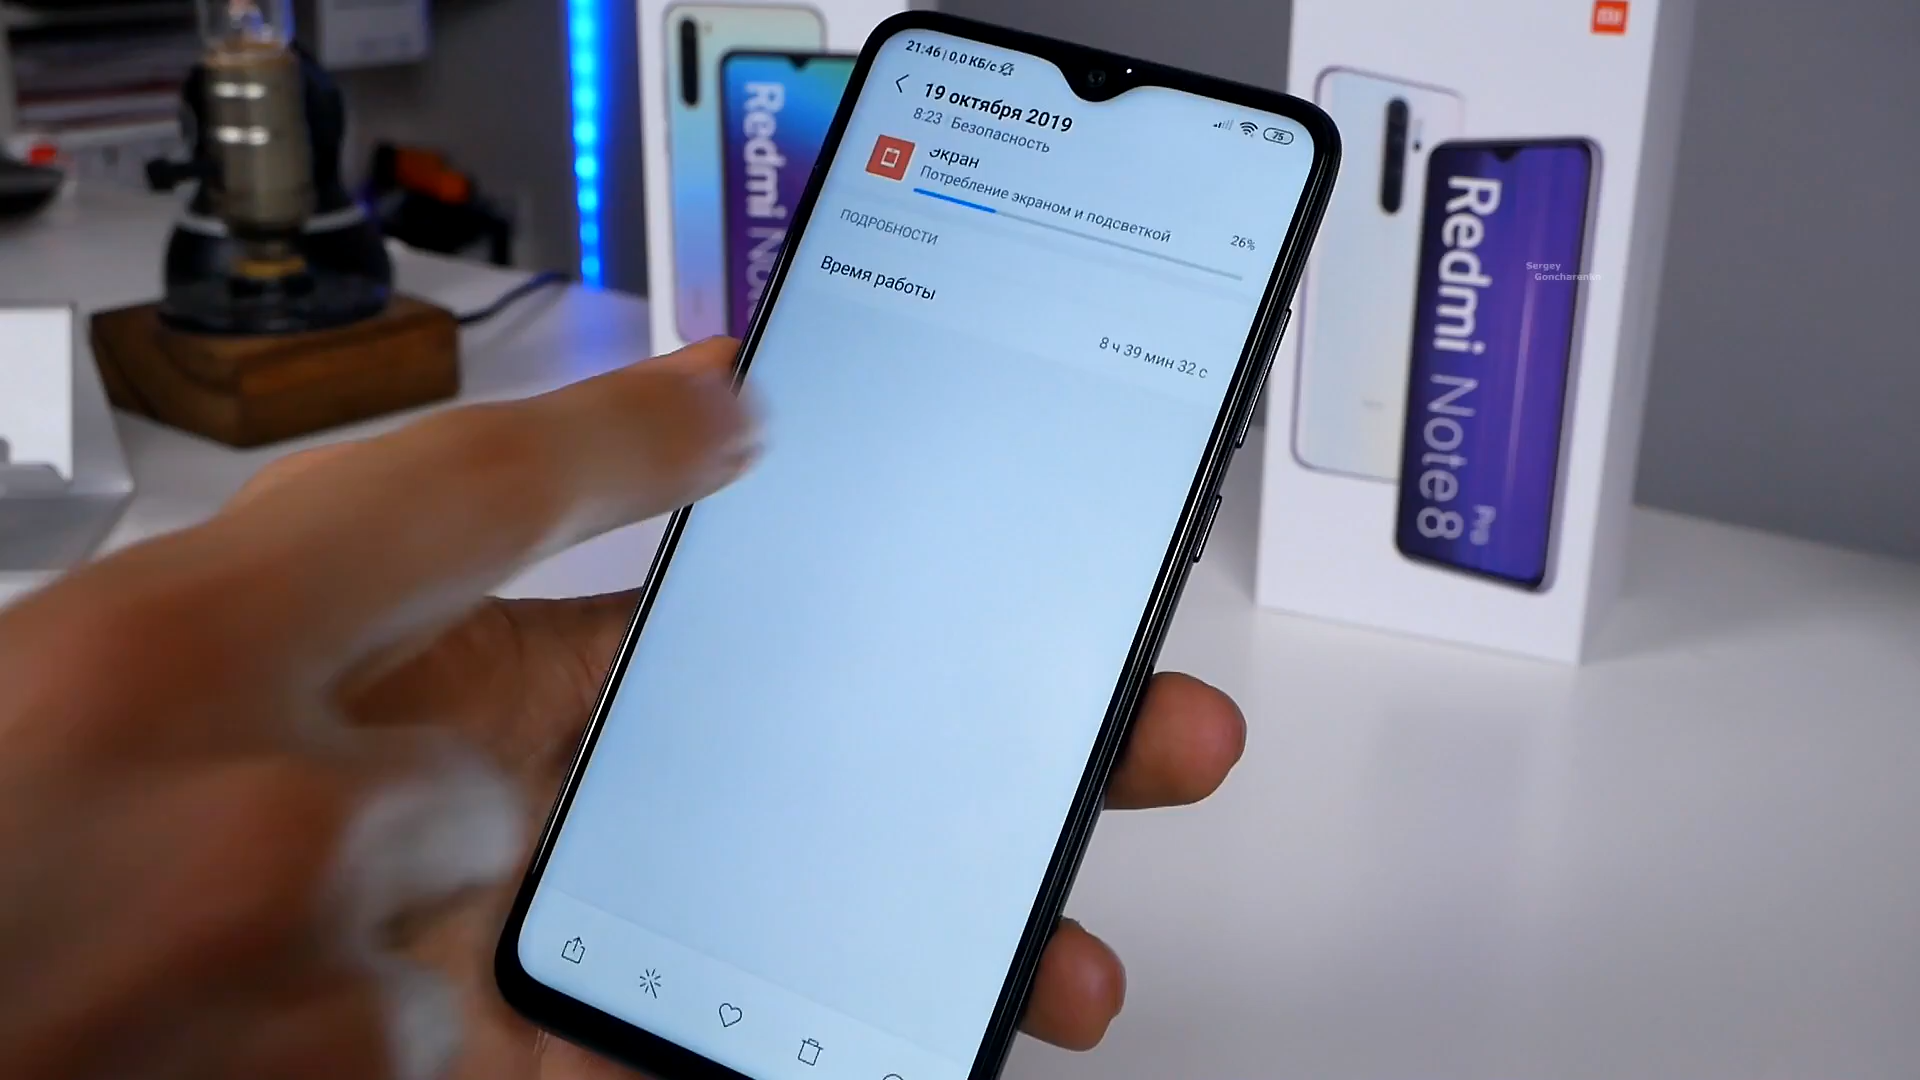 21:46 | 0,0 КБ/с
75
19 октября 2019
8:23 Безопасность
Экран
Потребление экраном и подсветкой
26%
ПОДРОБНОСТИ
Время работы
8 ч 39 мин 32 с
Redmi
Redmi Note 8 Pro
Sergey
Goncharenko